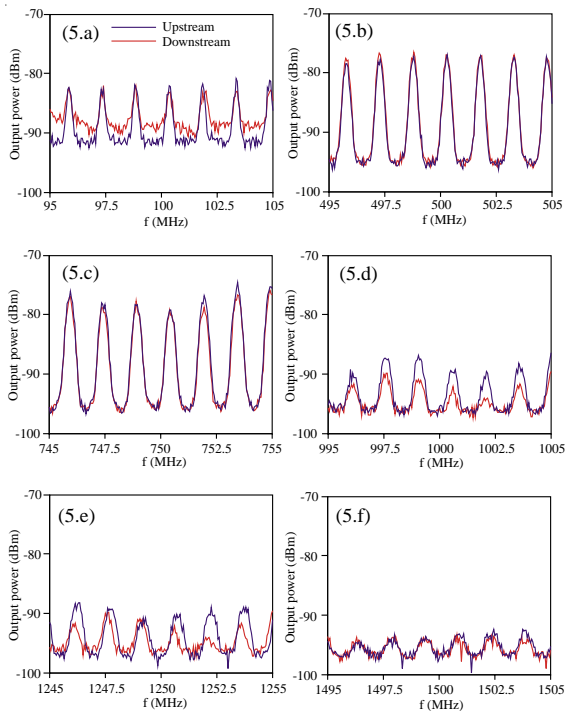 -70
(5.a)
Upstream
Downstream
Output power (dBm)
-80
-90
-100
95
97.5
100
102.5
105
f (MHz)
-70
(5.b)
Output power (dBm)
-80
-90
-100
495
497.5
500
502.5
505
f (MHz)
-70
(5.c)
Output power (dBm)
-80
-90
-100
745
747.5
750
752.5
755
f (MHz)
-70
(5.d)
Output power (dBm)
-80
-90
-100
995
997.5
1000
1002.5
1005
f (MHz)
-70
(5.e)
Output power (dBm)
-80
-90
-100
1245
1247.5
1250
1252.5
1255
f (MHz)
-70
(5.f)
Output power (dBm)
-80
-90
-100
1495
1497.5
1500
1502.5
1505
f (MHz)